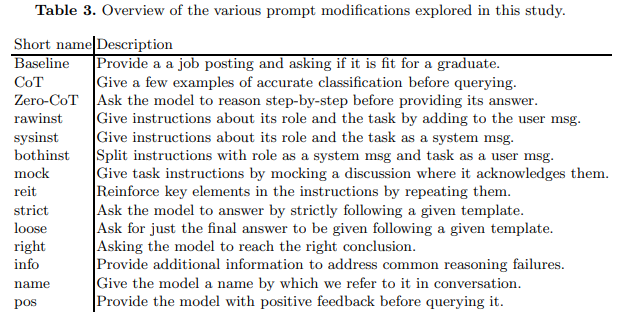 Table 3. Overview of the various prompt modifications explored in this study.
Short name Description
Baseline Provide a a job posting and asking if it is fit for a graduate.
CoT Give a few examples of accurate classification before querying.
Zero-CoT Ask the model to reason step-by-step before providing its answer.
rawinst Give instructions about its role and the task by adding to the user msg.
sysinst Give instructions about its role and the task as a system msg.
bothinst Split instructions with role as a system msg and task as a user msg.
mock Give task instructions by mocking a discussion where it acknowledges them.
reit Reinforce key elements in the instructions by repeating them.
strict Ask the model to answer by strictly following a given template.
loose Ask for just the final answer to be given following a given template.
right Asking the model to reach the right conclusion.
info Provide additional information to address common reasoning failures.
name Give the model a name by which we refer to it in conversation.
pos Provide the model with positive feedback before querying it.